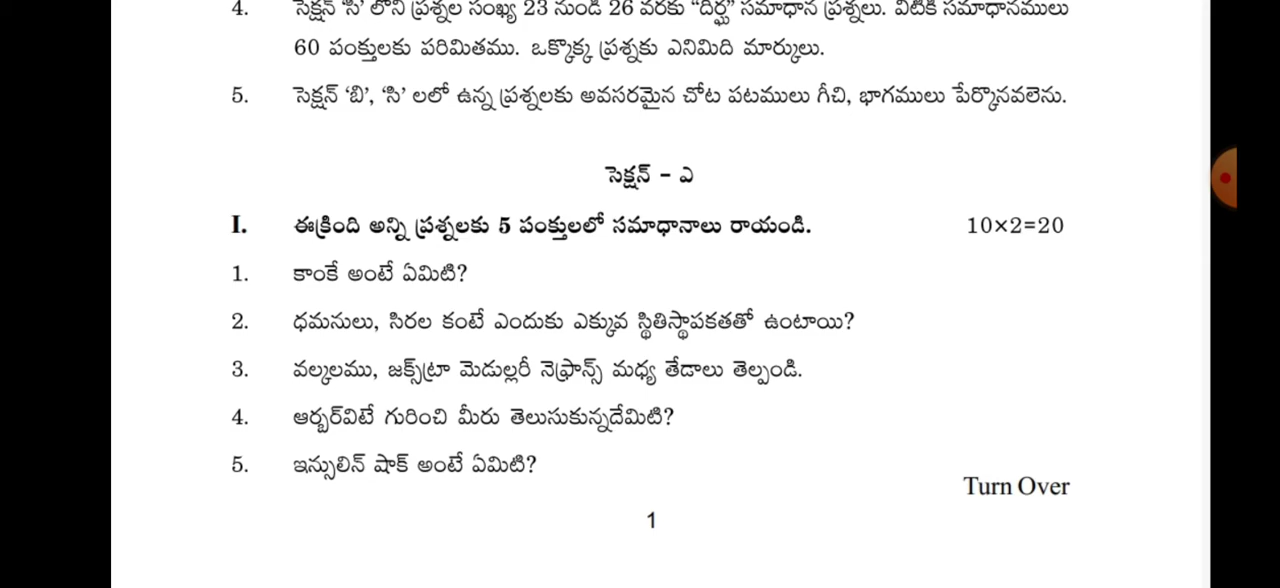 4. సెక్షన్ 'సి' లోని ప్రశ్నల సంఖ్య 23 నుండి 26 వరకు "దీర్ఘ" సమాధాన ప్రశ్నలు. వీటికి సమాధానములు
60 పంక్తులకు పరిమితము. ఒక్కొక్క ప్రశ్నకు ఎనిమిది మార్కులు.
5. సెక్షన్ 'బి', 'సి' లలో ఉన్న ప్రశ్నలకు అవసరమైన చోట పటములు గీచి, భాగములు పేర్కొనవలెను.
సెక్షన్ - ఎ
I. ఈక్రింది అన్ని ప్రశ్నలకు 5 పంక్తులలో సమాధానాలు రాయండి. 10×2=20
1. కాంకే అంటే ఏమిటి?
2. ధమనులు, సిరల కంటే ఎందుకు ఎక్కువ స్థితిస్థాపకతతో ఉంటాయి?
3. వల్కలము, జక్స్‌ట్రా మెడుల్లరీ నెఫ్రాన్స్ మధ్య తేడాలు తెల్పండి.
4. ఆర్బర్‌విటే గురించి మీరు తెలుసుకున్నదేమిటి?
5. ఇన్సులిన్ షాక్ అంటే ఏమిటి?
Turn Over
1